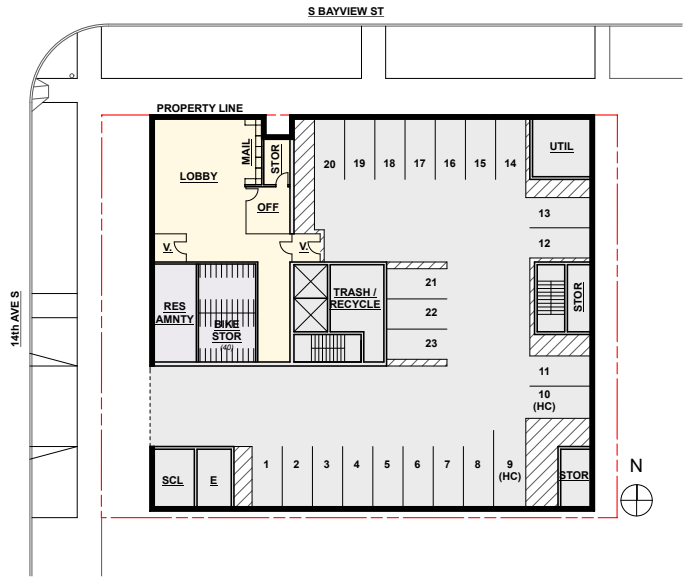 S BAYVIEW ST
PROPERTY LINE
LOBBY
MAIL
STOR
OFF
V.
V.
20 19 18 17 16 15 14
UTIL
13
12
14th AVE S
RES
AMNTY
BIKE
STOR
(40)
TRASH /
RECYCLE
21
22
23
STOR
11
10
(HC)
SCL
E
1 2 3 4 5 6 7 8 9
(HC)
STOR
N